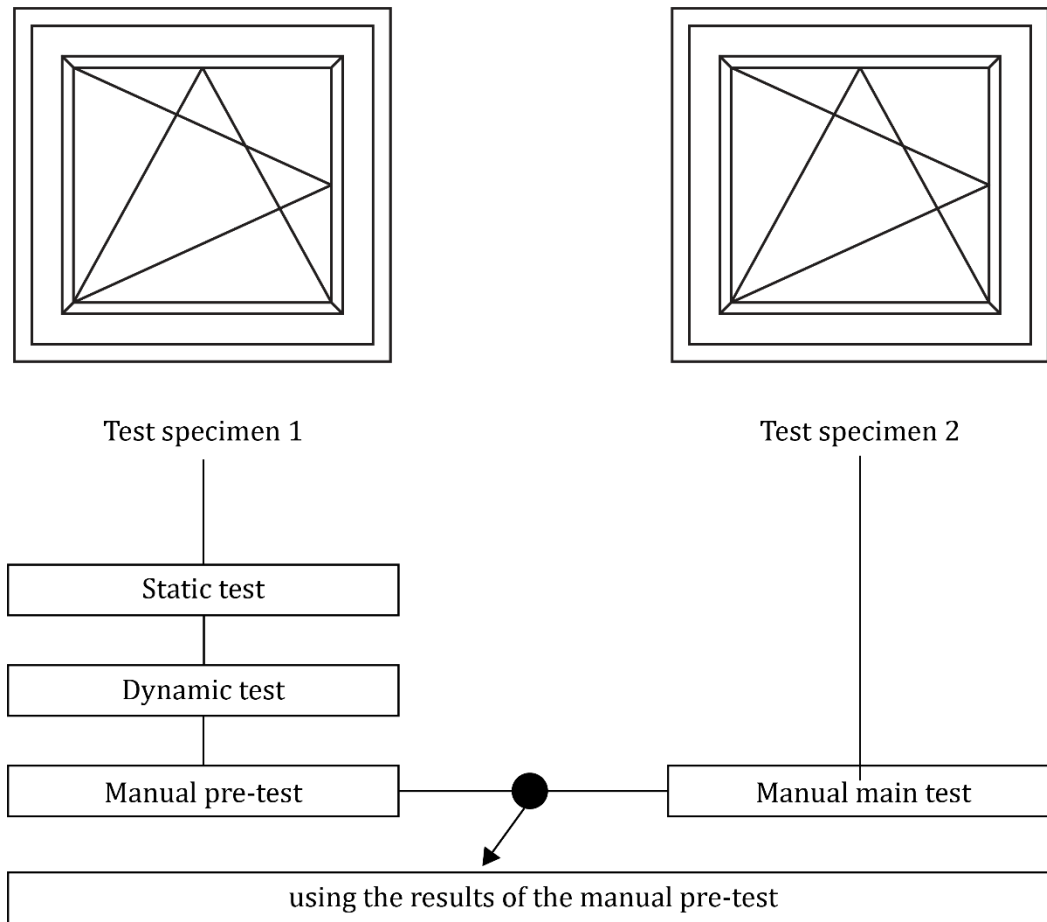 Test specimen 1
Test specimen 2
Static test
Dynamic test
Manual pre-test
Manual main test
using the results of the manual pre-test